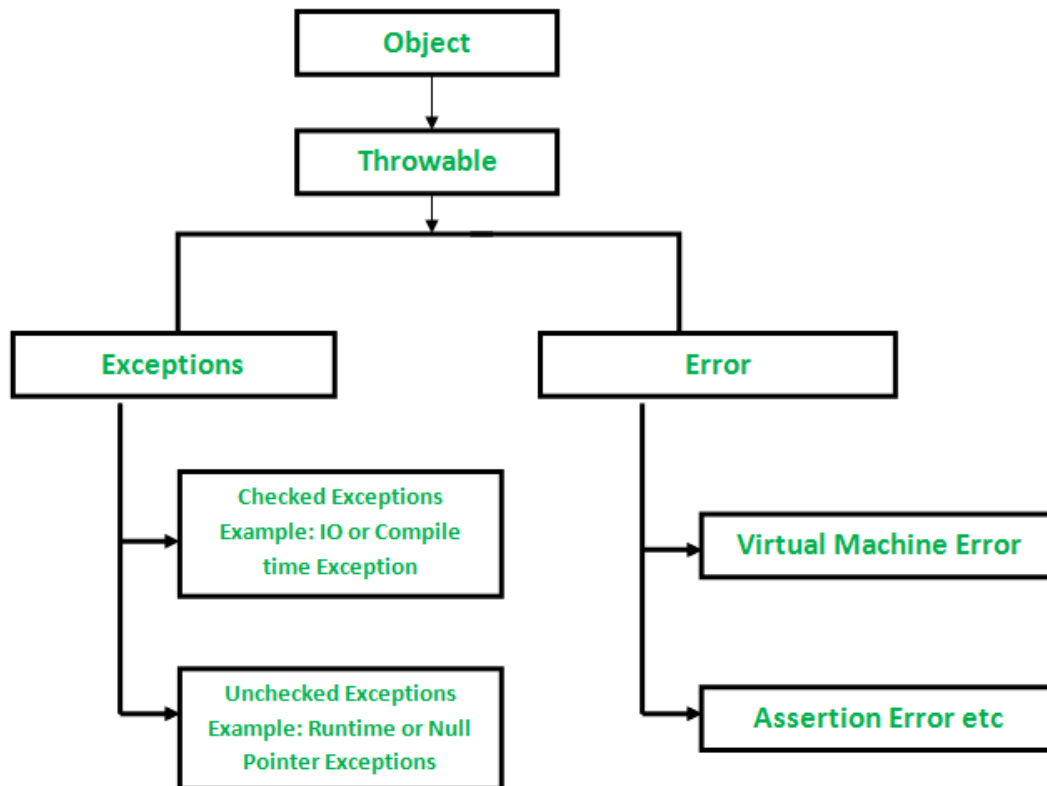 Object
Throwable
Exceptions
Error
Checked Exceptions
Example: IO or Compile
time Exception
Virtual Machine Error
Unchecked Exceptions
Example: Runtime or Null
Pointer Exceptions
Assertion Error etc